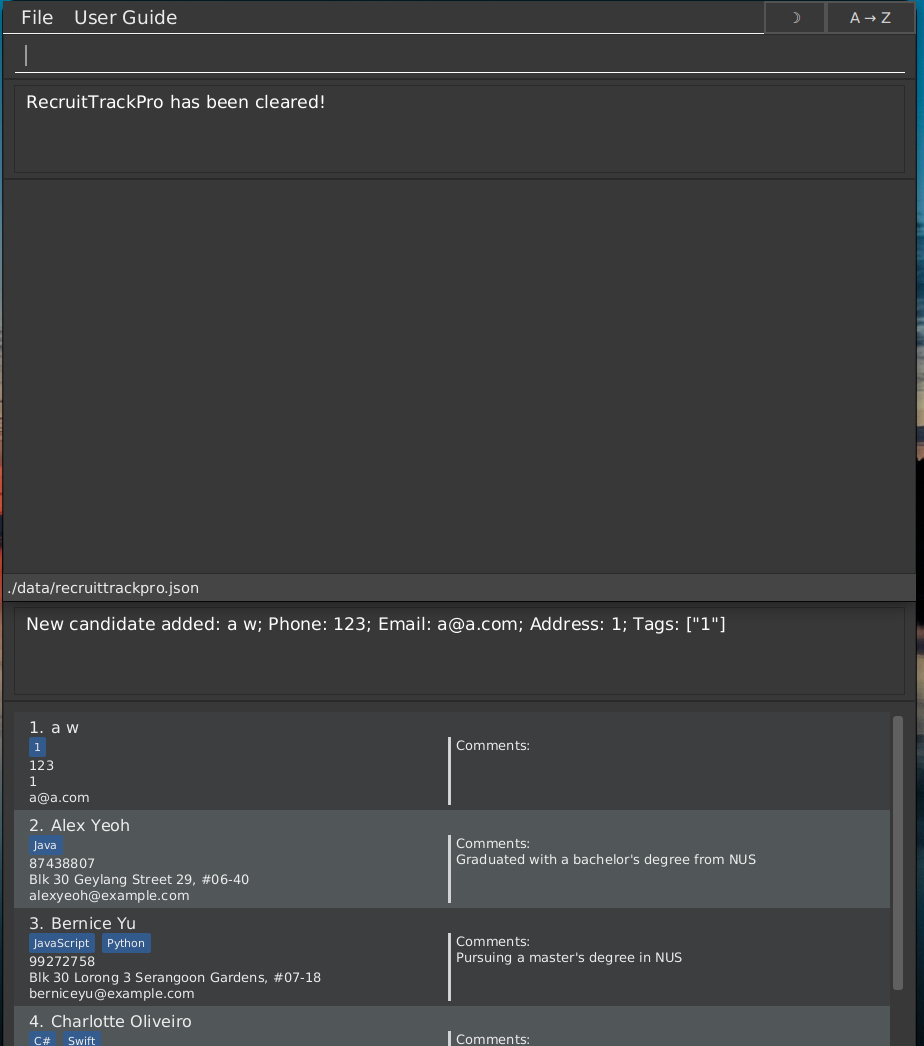 File User Guide ☽ A → Z
RecruitTrackPro has been cleared!
./data/recruittrackpro.json
New candidate added: a w; Phone: 123; Email: a@a.com; Address: 1; Tags: ["1"]
1. a w
1
123
1
a@a.com
Comments:
2. Alex Yeoh
Java
87438807
Blk 30 Geylang Street 29, #06-40
alexyeoh@example.com
Comments:
Graduated with a bachelor's degree from NUS
3. Bernice Yu
JavaScript Python
99272758
Blk 30 Lorong 3 Serangoon Gardens, #07-18
berniceyu@example.com
Comments:
Pursuing a master's degree in NUS
4. Charlotte Oliveiro
C# Swift
Comments: